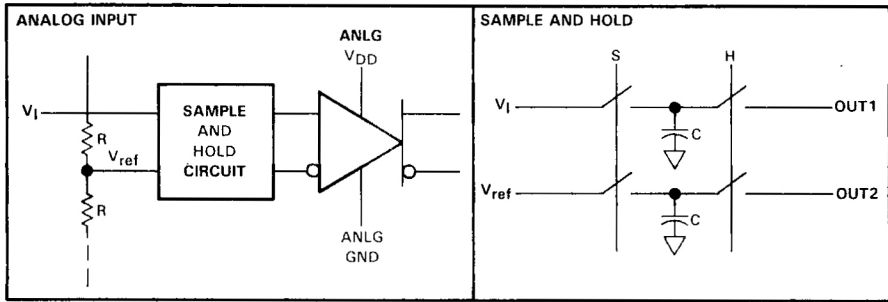 ANALOG INPUT
ANLG
VDD
VI
SAMPLE
AND
HOLD
CIRCUIT
R
Vref
R
ANLG
GND
SAMPLE AND HOLD
S
H
VI
OUT1
C
Vref
OUT2
C